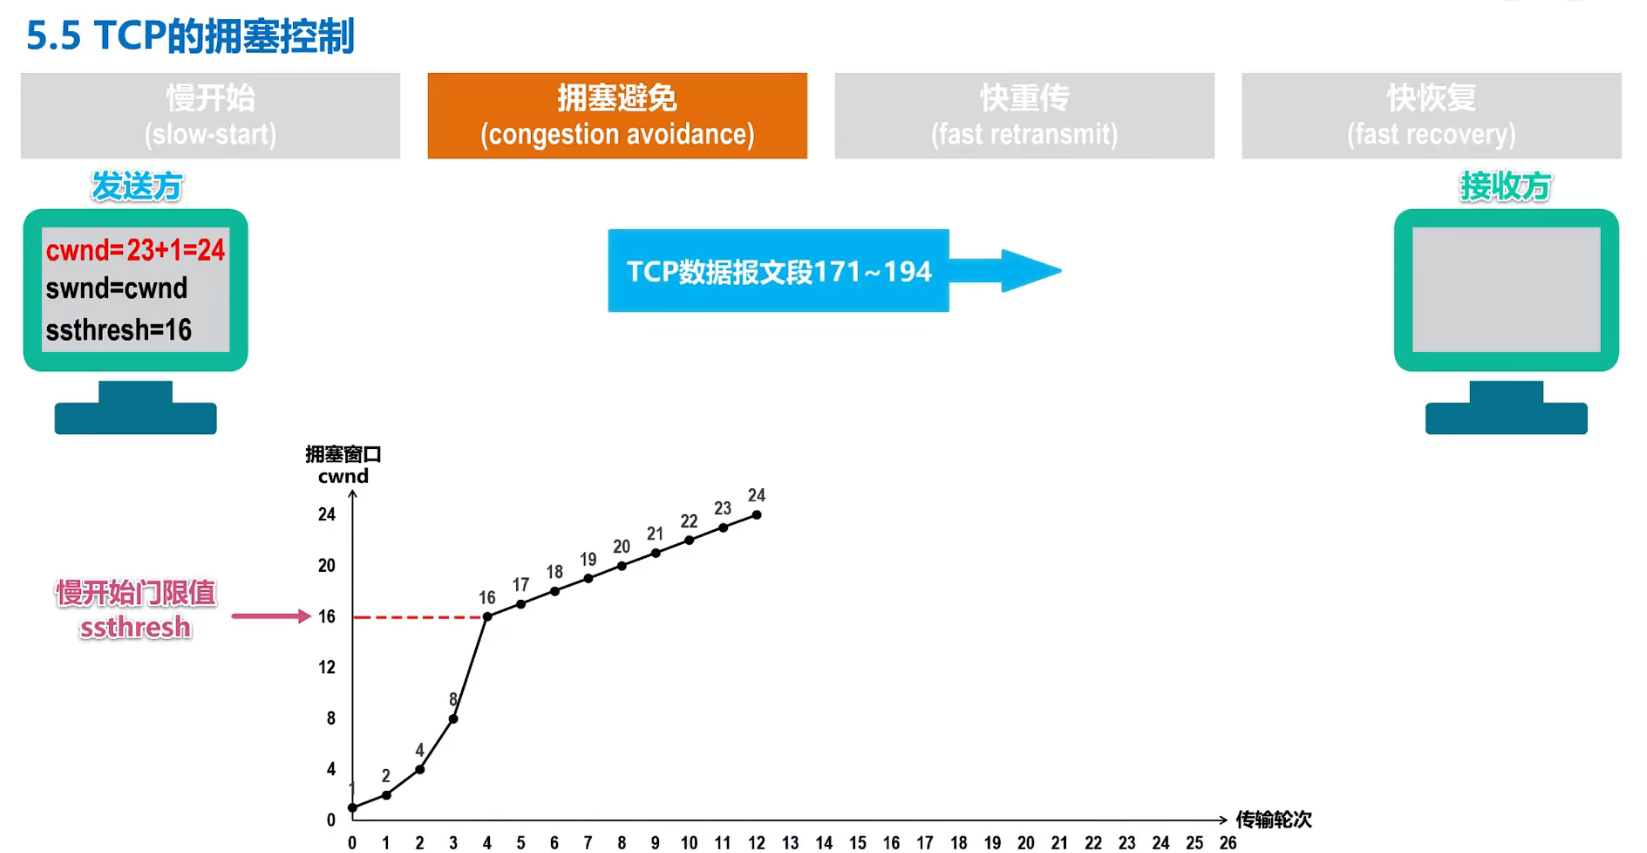 5.5 TCP的拥塞控制
慢开始
(slow-start)
拥塞避免
(congestion avoidance)
快重传
(fast retransmit)
快恢复
(fast recovery)
发送方
接收方
cwnd=23+1=24
swnd=cwnd
ssthresh=16
TCP数据报文段171~194
拥塞窗口
cwnd
24
20
16
12
8
4
0
慢开始门限值
ssthresh
1
2
4
8
16
17
18
19
20
21
22
23
24
0 1 2 3 4 5 6 7 8 9 10 11 12 13 14 15 16 17 18 19 20 21 22 23 24 25 26
传输轮次